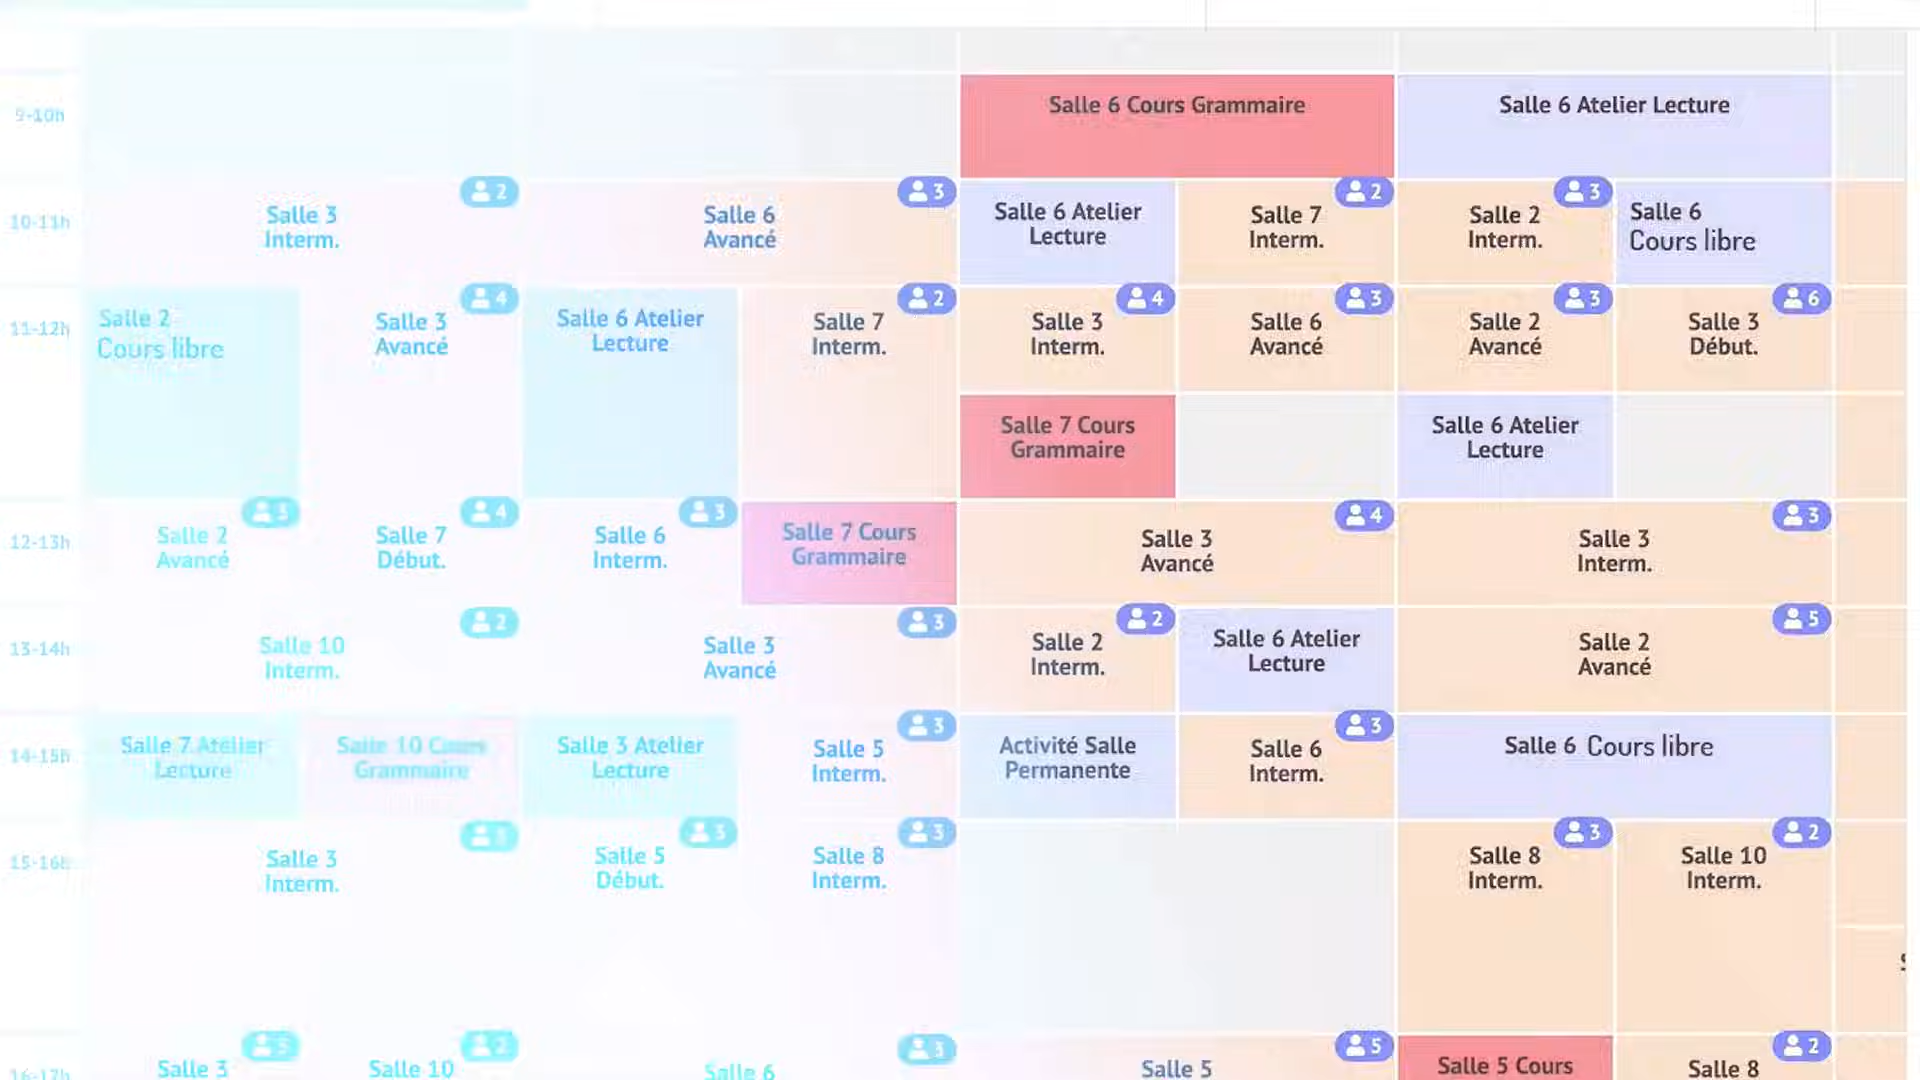 9-10h
Salle 6 Cours Grammaire
Salle 6 Atelier Lecture
10-11h
2
Salle 3
Interm.
3
Salle 6
Avancé
Salle 6 Atelier
Lecture
2
Salle 7
Interm.
3
Salle 2
Interm.
Salle 6
Cours libre
11-12h
Salle 2
Cours libre
4
Salle 3
Avancé
Salle 6 Atelier
Lecture
2
Salle 7
Interm.
4
Salle 3
Interm.
3
Salle 6
Avancé
3
Salle 2
Avancé
6
Salle 3
Début.
Salle 7 Cours
Grammaire
Salle 6 Atelier
Lecture
12-13h
3
Salle 2
Avancé
4
Salle 7
Début.
3
Salle 6
Interm.
Salle 7 Cours
Grammaire
4
Salle 3
Avancé
3
Salle 3
Interm.
13-14h
2
Salle 10
Interm.
3
Salle 3
Avancé
2
Salle 2
Interm.
Salle 6 Atelier
Lecture
5
Salle 2
Avancé
14-15h
Salle 7 Atelier
Lecture
Salle 10 Cours
Grammaire
Salle 3 Atelier
Lecture
3
Salle 5
Interm.
Activité Salle
Permanente
3
Salle 6
Interm.
Salle 6 Cours libre
15-16h
Salle 3
Interm.
3
Salle 5
Début.
3
Salle 8
Interm.
3
Salle 8
Interm.
2
Salle 10
Interm.
16-17h
Salle 3
2
Salle 10
3
Salle 6
5
Salle 5
Salle 5 Cours
2
Salle 8